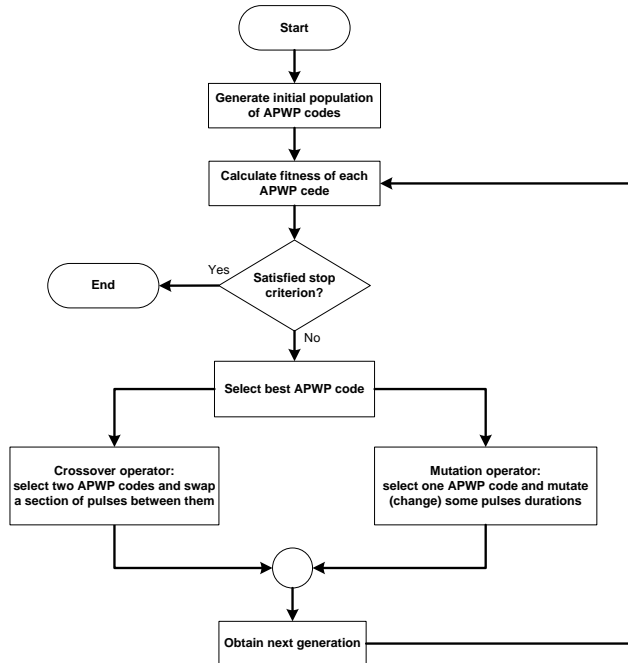 Start
Generate initial population
of APWP codes
Calculate fitness of each
APWP cede
Satisfied stop
criterion?
Yes
End
No
Select best APWP code
Crossover operator:
select two APWP codes and swap
a section of pulses between them
Mutation operator:
select one APWP code and mutate
(change) some pulses durations
Obtain next generation